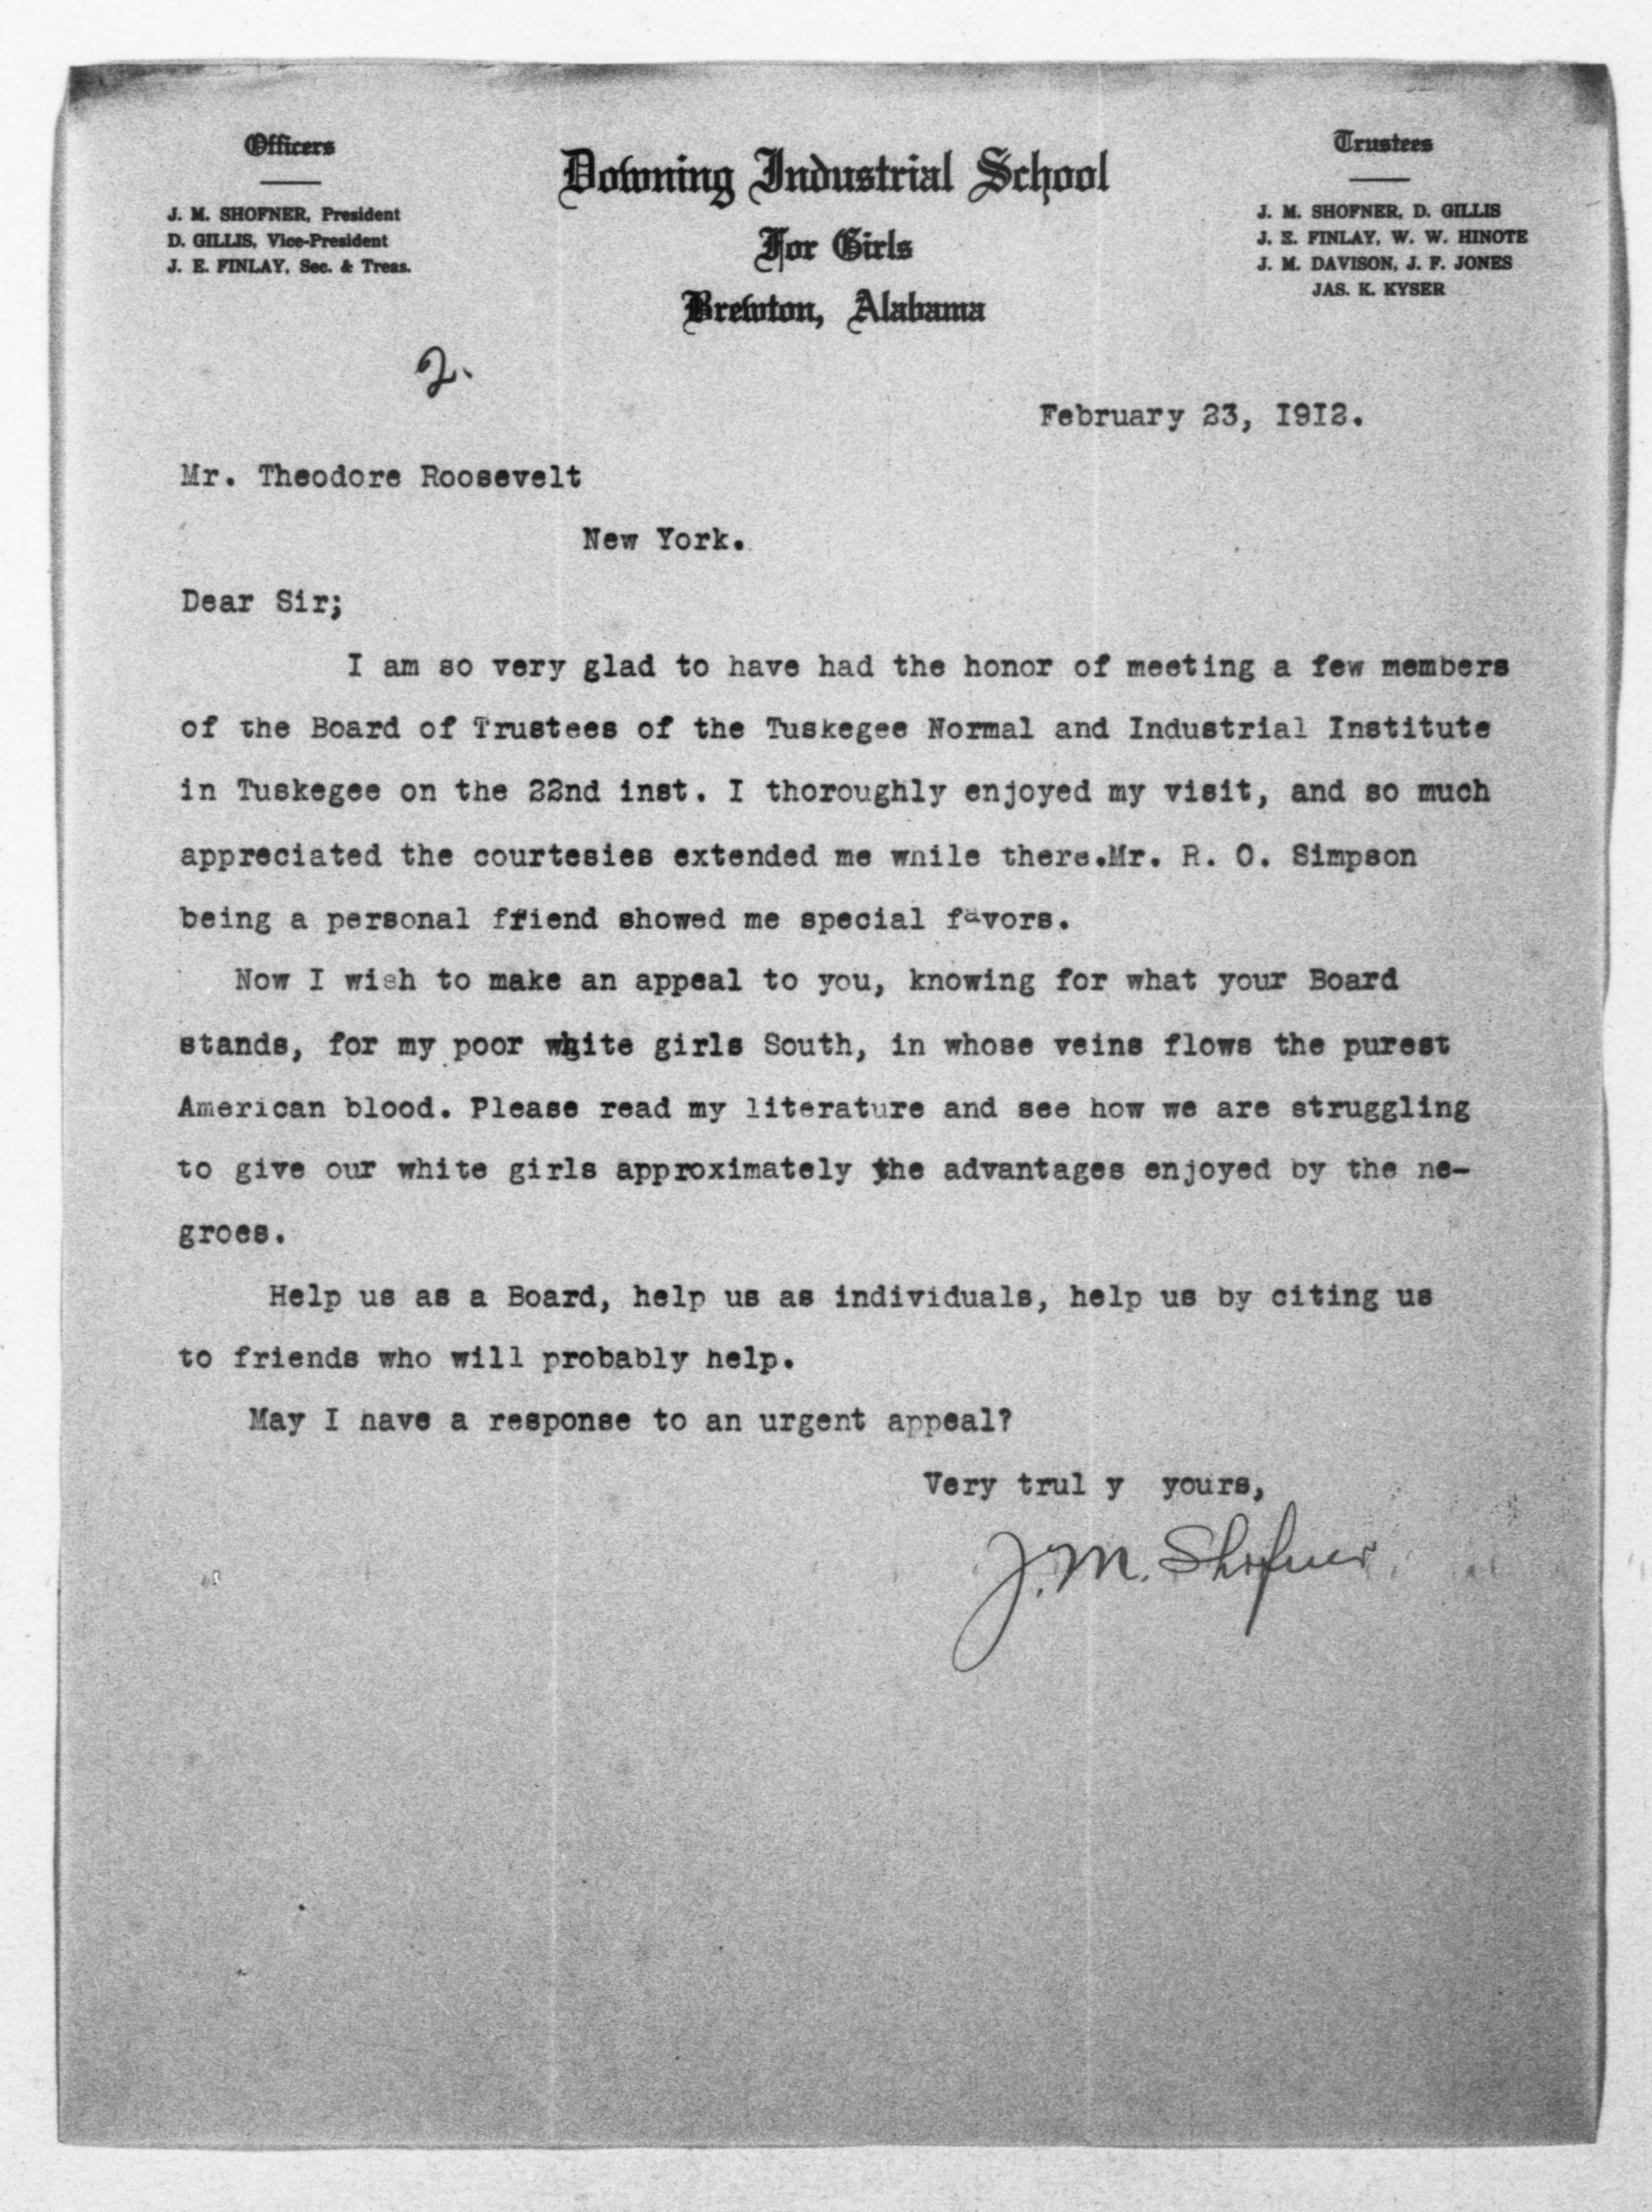 Officers
J. M. SHOFNER, President
D. GILLIS, Vice-President
J. E. FINLAY, Sec. & Treas.
Downing Industrial School
For Girls
Brewton, Alabama
Trustees
J. M. SHOFNER, D. GILLIS
J. E. FINLAY, W. W. HINOTE
J. M. DAVISON, J. F. JONES
JAS. K. KYSER
2.
February 23, 1912.
Mr. Theodore Roosevelt
New York.
Dear Sir;
I am so very glad to have had the honor of meeting a few members
of the Board of Trustees of the Tuskegee Normal and Industrial Institute
in Tuskegee on the 22nd inst. I thoroughly enjoyed my visit, and so much
appreciated the courtesies extended me while there.Mr. R. O. Simpson
being a personal friend showed me special favors.
Now I wish to make an appeal to you, knowing for what your Board
stands, for my poor white girls South, in whose veins flows the purest
American blood. Please read my literature and see how we are struggling
to give our white girls approximately the advantages enjoyed by the ne-
groes.
Help us as a Board, help us as individuals, help us by citing us
to friends who will probably help.
May I have a response to an urgent appeal?
Very trul y yours,
J. M. Shofner